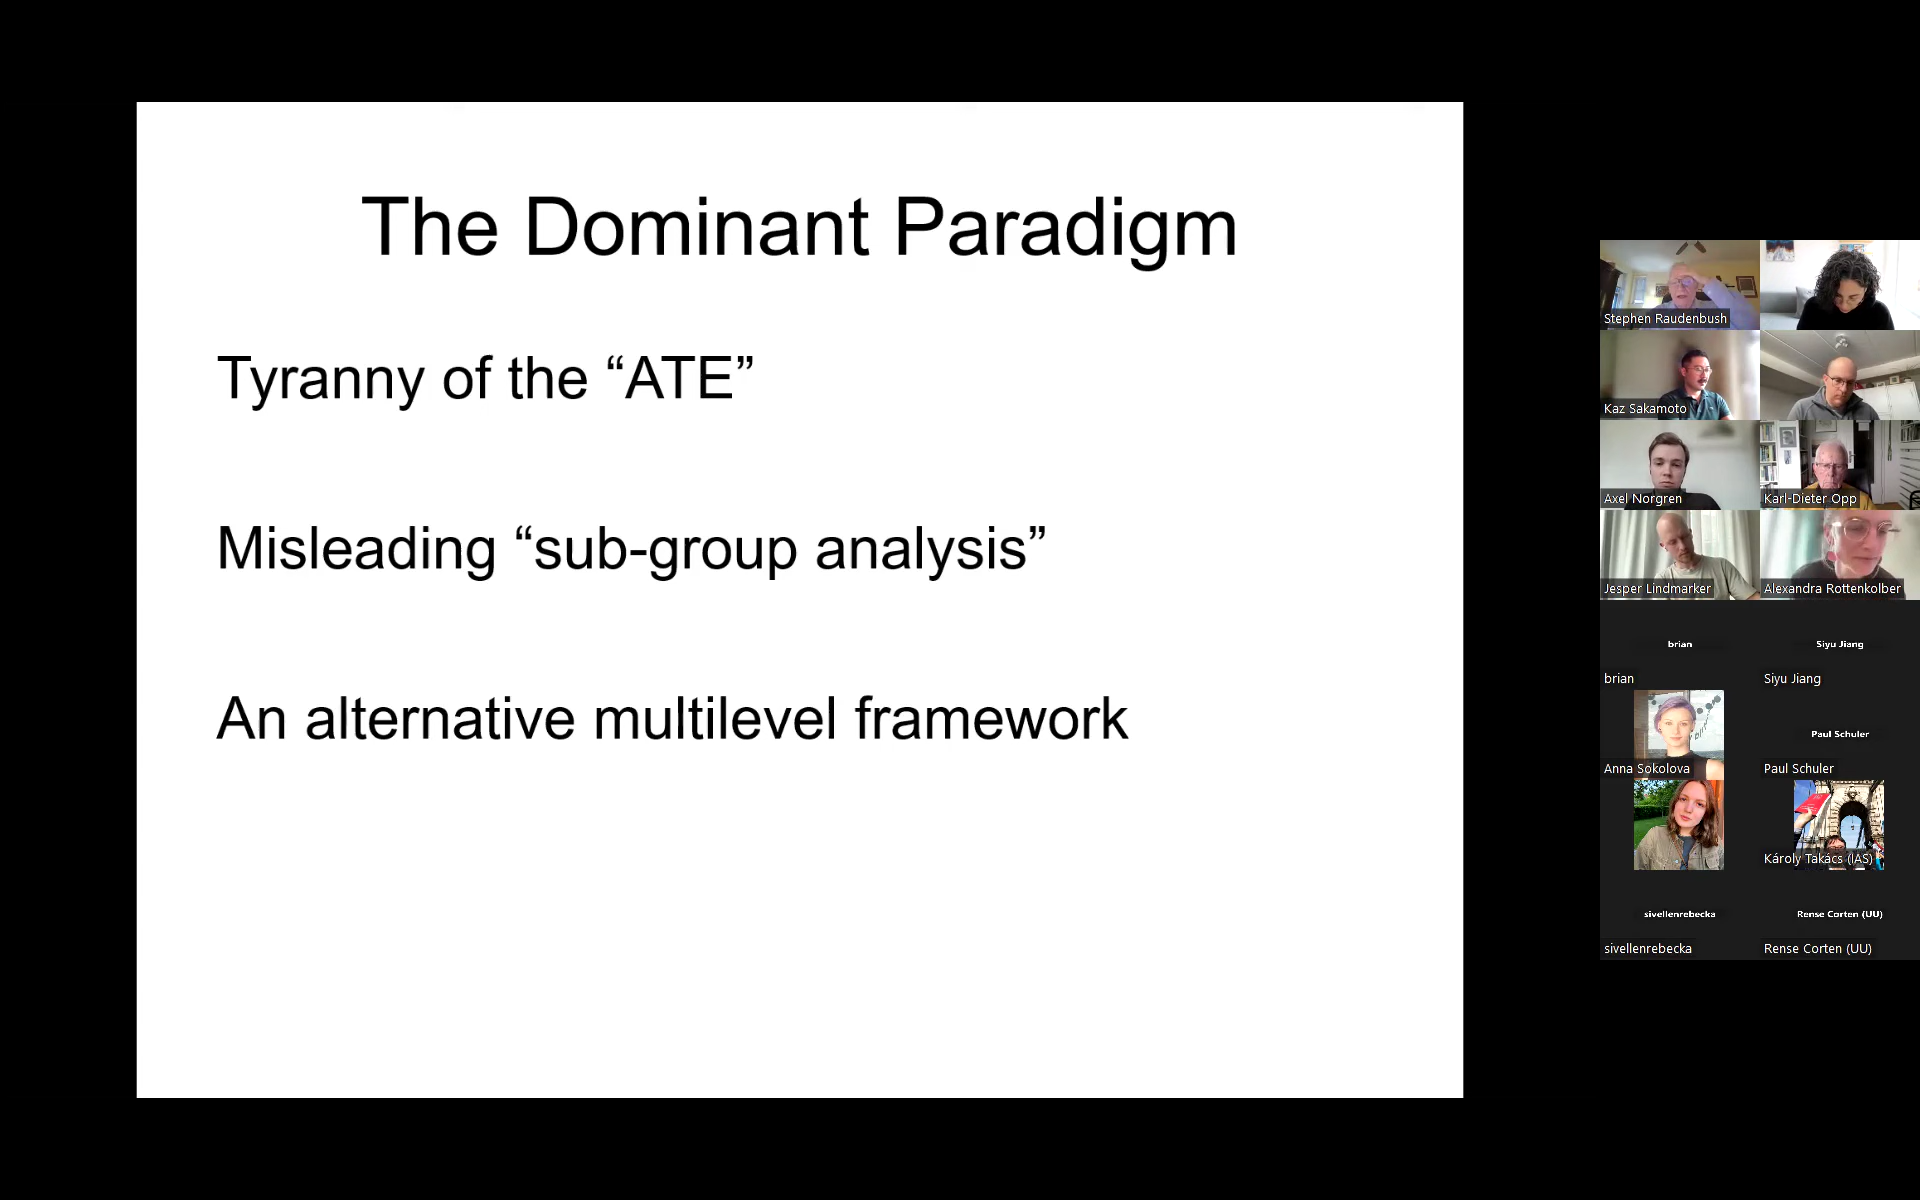 The Dominant Paradigm
Tyranny of the “ATE”
Misleading “sub-group analysis”
An alternative multilevel framework
Stephen Raudenbush
Kaz Sakamoto
Axel Norgren
Karl-Dieter Opp
Jesper Lindmarker
Alexandra Rottenkolber
brian
brian
Siyu Jiang
Siyu Jiang
Anna Sokolova
Paul Schuler
Paul Schuler
Károly Takács (IAS)
sivellenrebecka
sivellenrebecka
Rense Corten (UU)
Rense Corten (UU)